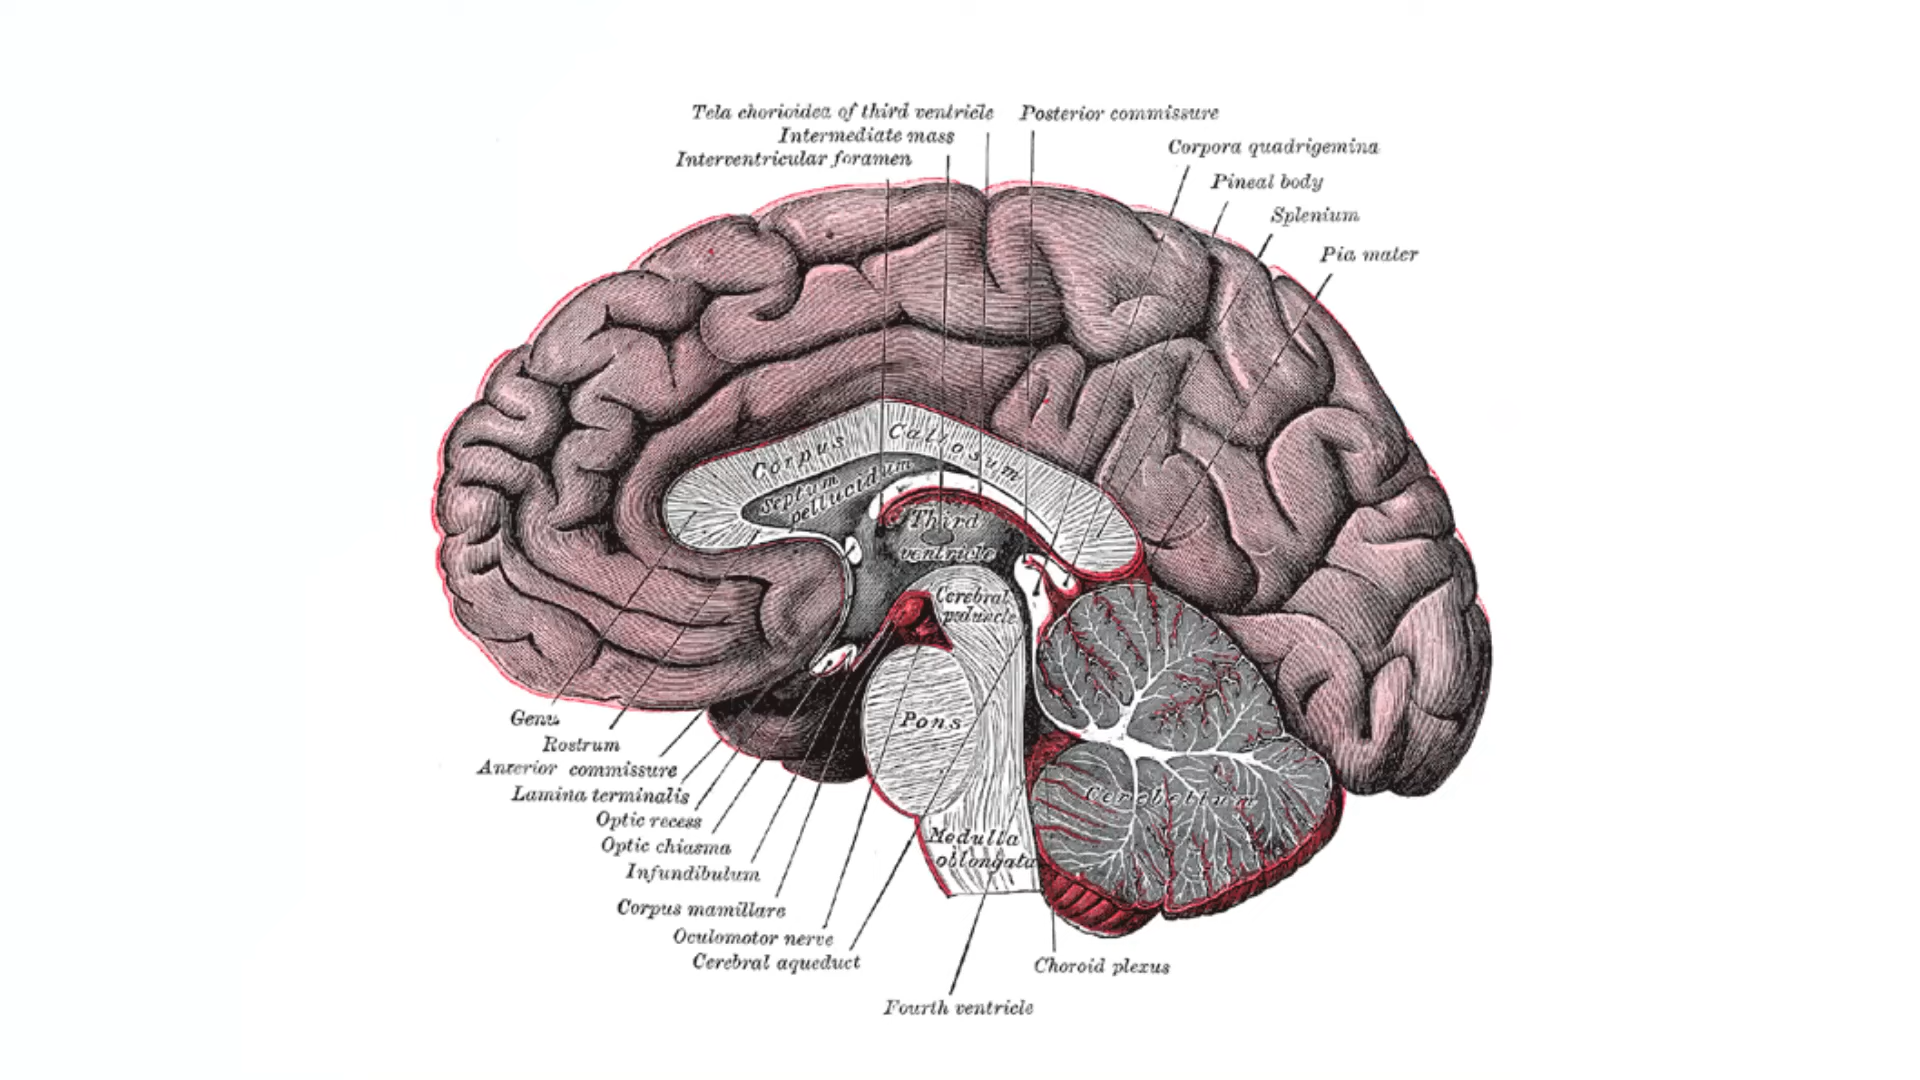 Tela chorioidea of third ventricle
Posterior commissure
Intermediate mass
Corpora quadrigemina
Interventricular foramen
Pineal body
Splenium
Pia mater
Corpus Callosum
Septum
pellucidum
Third
ventricle
Cerebral
peduncle
Pons
Genu
Rostrum
Anterior commissure
Lamina terminalis
Optic recess
Optic chiasma
Infundibulum
Cerebellum
Medulla
oblongata
Corpus mamillare
Oculomotor nerve
Cerebral aqueduct
Choroid plexus
Fourth ventricle